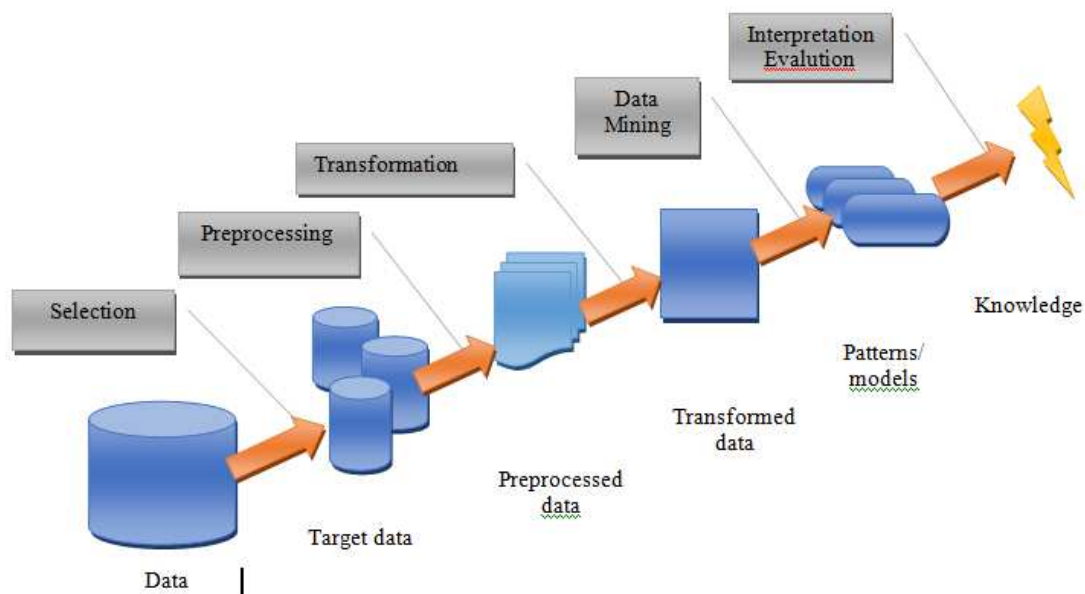 Interpretation
Evalution
Data
Mining
Transformation
Preprocessing
Selection
Knowledge
Patterns/
models
Transformed
data
Preprocessed
data
Target data
Data